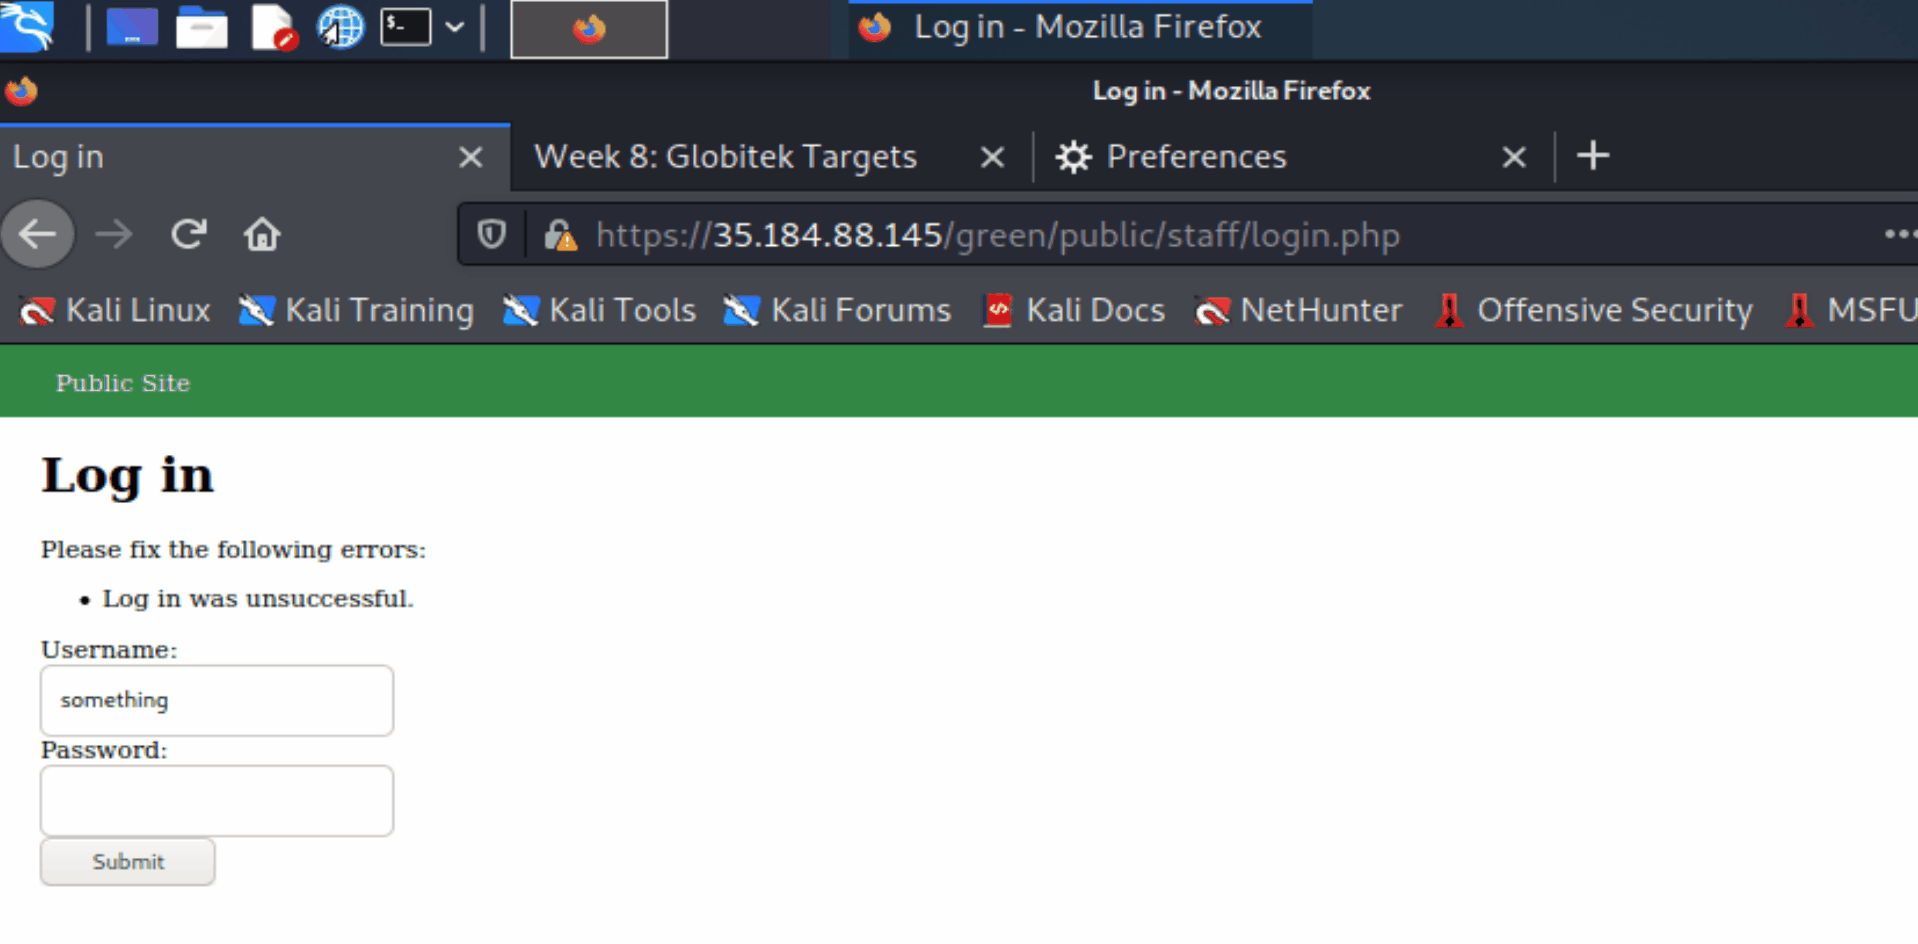 $-
Log in - Mozilla Firefox
Log in - Mozilla Firefox
Log in Week 8: Globitek Targets Preferences
https://35.184.88.145/green/public/staff/login.php
Kali Linux Kali Training Kali Tools Kali Forums Kali Docs NetHunter Offensive Security MSFU
Public Site
Log in
Please fix the following errors:
• Log in was unsuccessful.
Username:
something
Password:
Submit